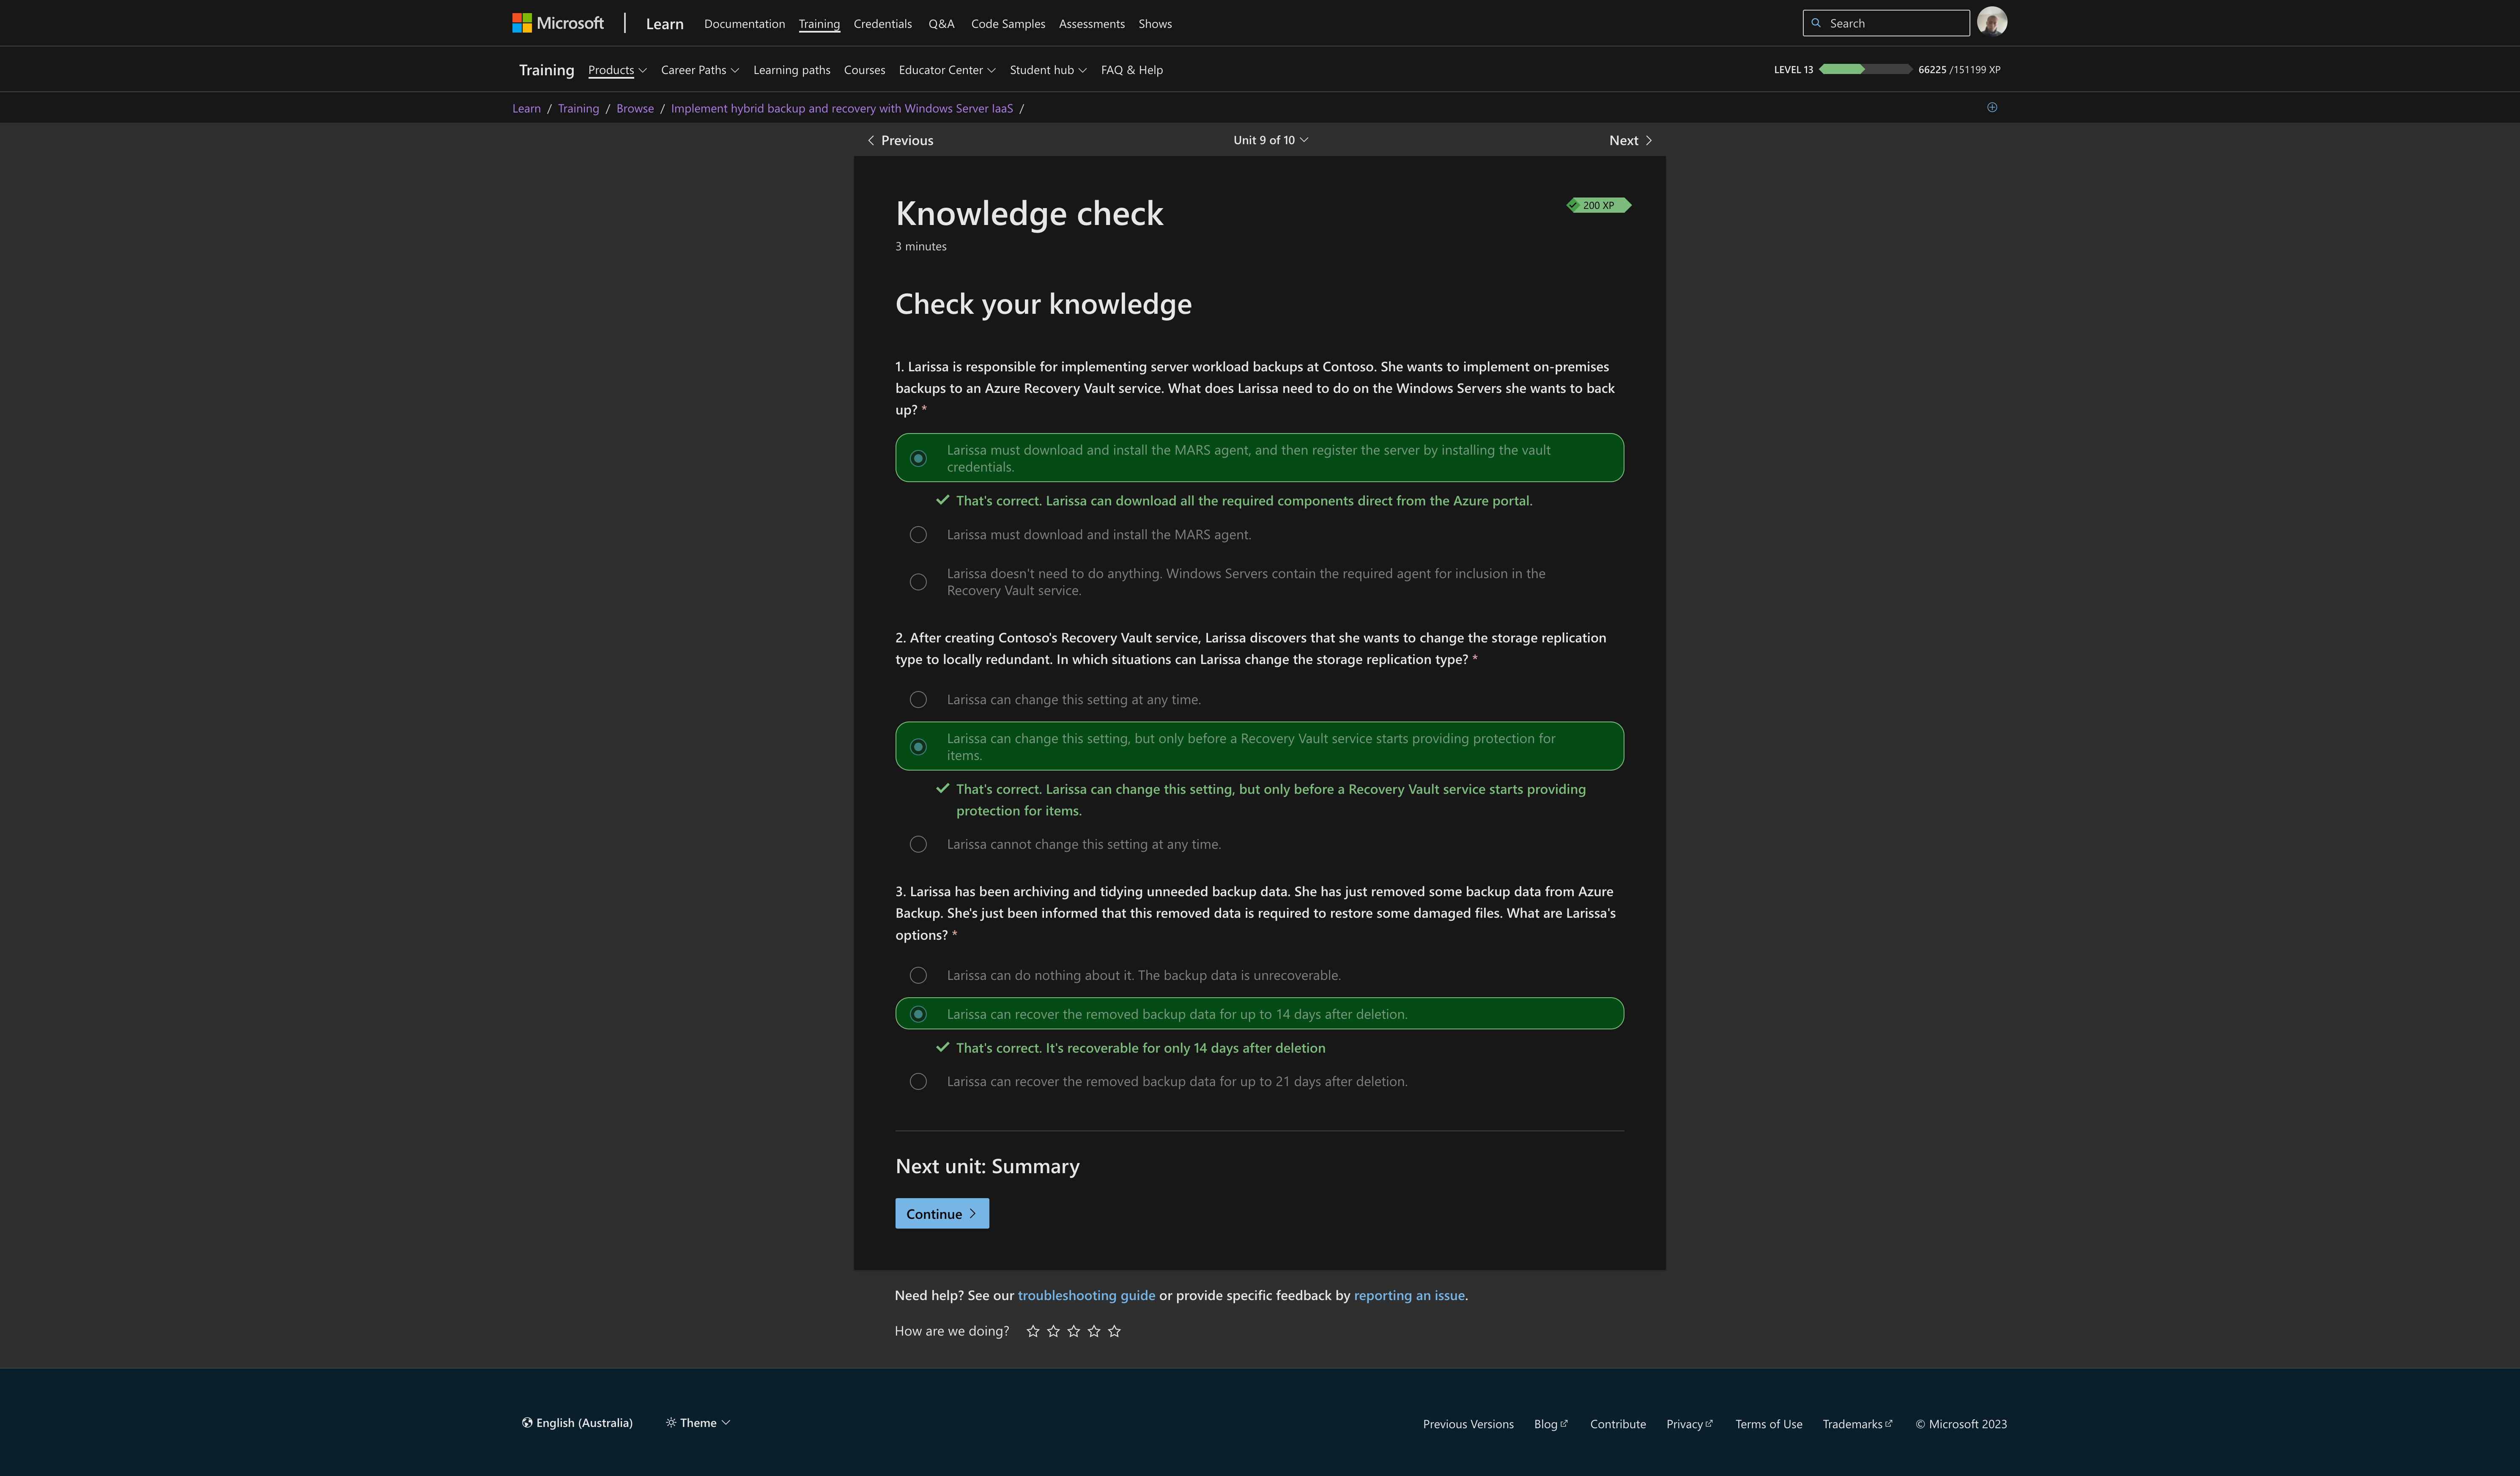 Microsoft
Learn
Documentation
Training
Credentials
Q&A
Code Samples
Assessments
Shows
Search
Training
Products
Career Paths
Learning paths
Courses
Educator Center
Student hub
FAQ & Help
LEVEL 13
66225 /151199 XP
Learn / Training / Browse / Implement hybrid backup and recovery with Windows Server IaaS /
Previous
Unit 9 of 10
Next
Knowledge check
200 XP
3 minutes
Check your knowledge
1. Larissa is responsible for implementing server workload backups at Contoso. She wants to implement on-premises
backups to an Azure Recovery Vault service. What does Larissa need to do on the Windows Servers she wants to back
up? *
Larissa must download and install the MARS agent, and then register the server by installing the vault
credentials.
That's correct. Larissa can download all the required components direct from the Azure portal.
Larissa must download and install the MARS agent.
Larissa doesn't need to do anything. Windows Servers contain the required agent for inclusion in the
Recovery Vault service.
2. After creating Contoso's Recovery Vault service, Larissa discovers that she wants to change the storage replication
type to locally redundant. In which situations can Larissa change the storage replication type? *
Larissa can change this setting at any time.
Larissa can change this setting, but only before a Recovery Vault service starts providing protection for
items.
That's correct. Larissa can change this setting, but only before a Recovery Vault service starts providing
protection for items.
Larissa cannot change this setting at any time.
3. Larissa has been archiving and tidying unneeded backup data. She has just removed some backup data from Azure
Backup. She's just been informed that this removed data is required to restore some damaged files. What are Larissa's
options? *
Larissa can do nothing about it. The backup data is unrecoverable.
Larissa can recover the removed backup data for up to 14 days after deletion.
That's correct. It's recoverable for only 14 days after deletion
Larissa can recover the removed backup data for up to 21 days after deletion.
Next unit: Summary
Continue
Need help? See our troubleshooting guide or provide specific feedback by reporting an issue.
How are we doing?
English (Australia)
Theme
Previous Versions
Blog
Contribute
Privacy
Terms of Use
Trademarks
© Microsoft 2023